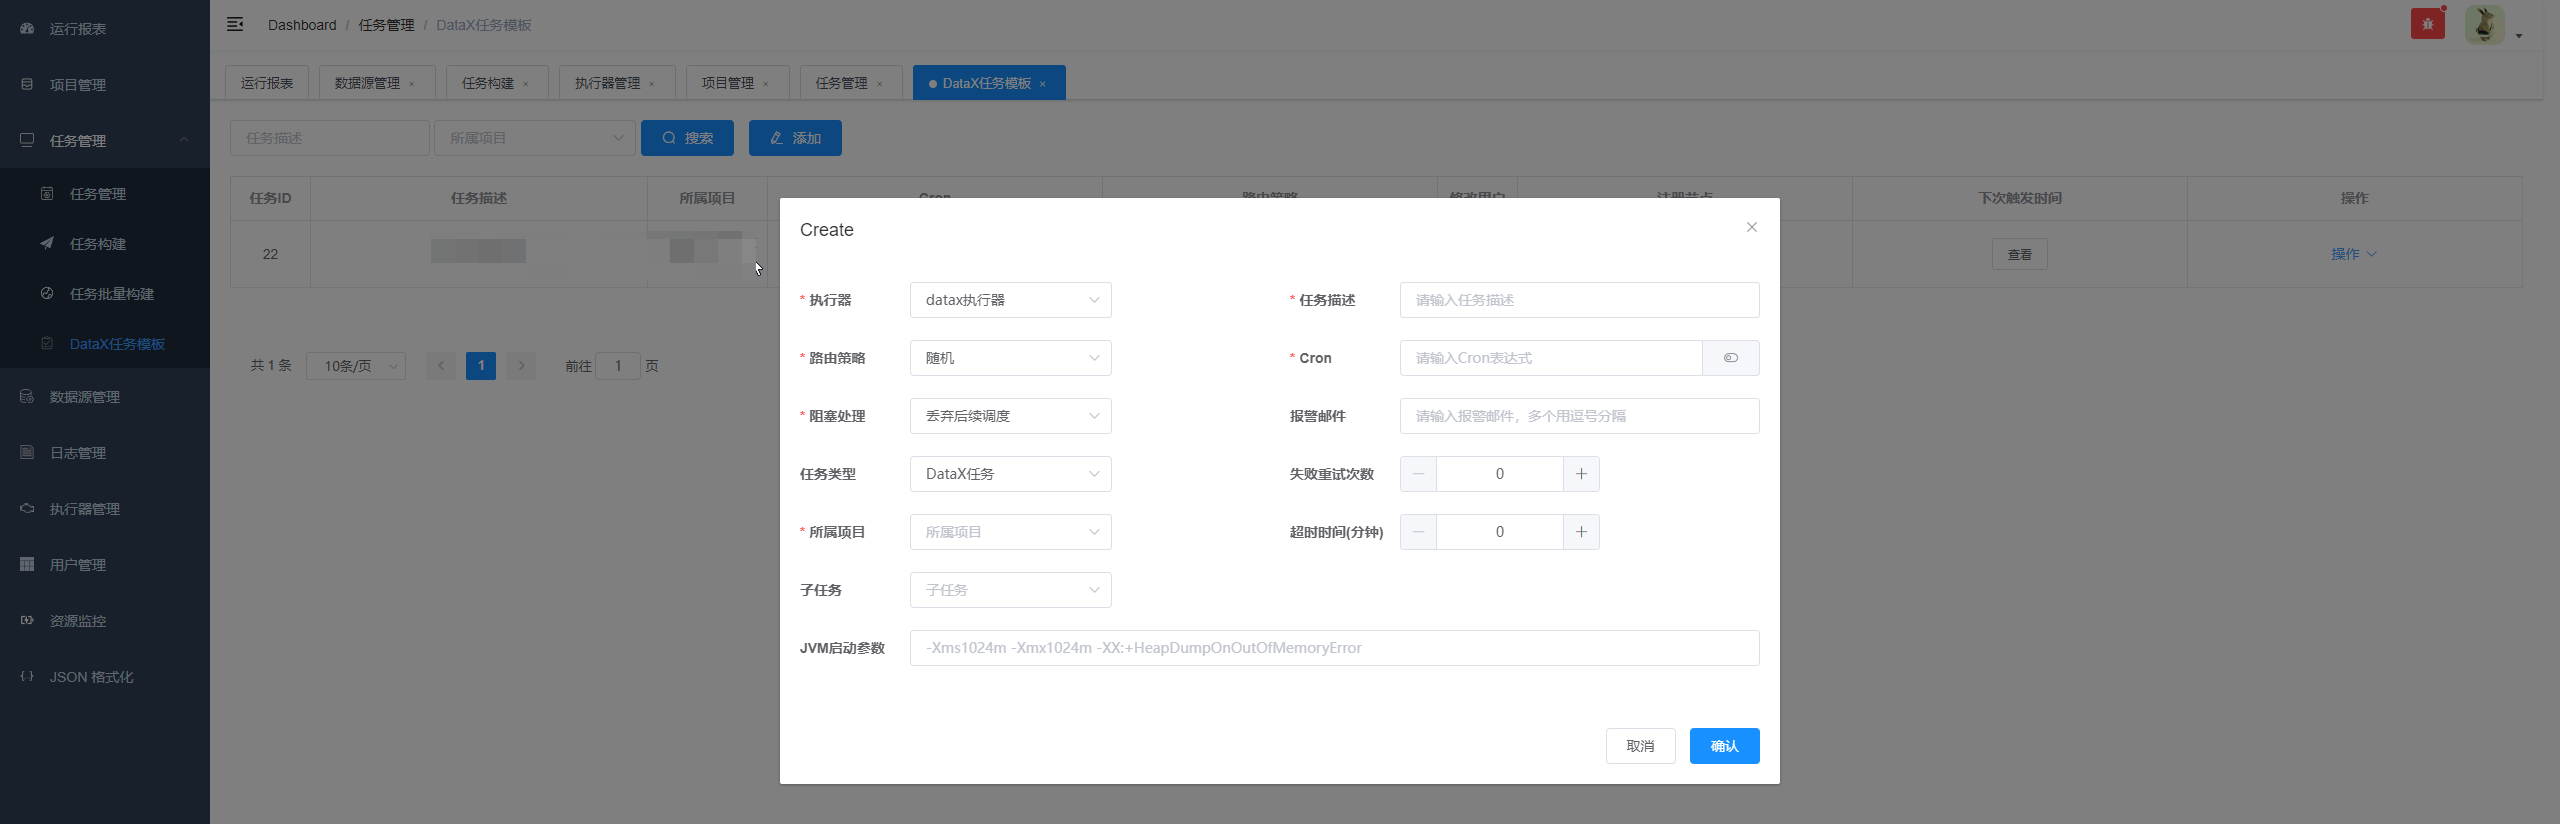 运行报表
项目管理
任务管理
任务管理
任务构建
任务批量构建
DataX任务模板
数据源管理
日志管理
执行器管理
用户管理
资源监控
JSON 格式化
Dashboard / 任务管理 / DataX任务模板
运行报表 数据源管理 × 任务构建 × 执行器管理 × 项目管理 × 任务管理 × DataX任务模板 ×
任务描述 所属项目 搜索 添加
任务ID 任务描述 所属项目 Cron 路由策略 修改用户 注册节点 下次触发时间 操作
22 查看 操作
共 1 条 10条/页 1 前往 1 页
Create
* 执行器 datax执行器 * 任务描述 请输入任务描述
* 路由策略 随机 * Cron 请输入Cron表达式
* 阻塞处理 丢弃后续调度 报警邮件 请输入报警邮件，多个用逗号分隔
任务类型 DataX任务 失败重试次数 0
* 所属项目 所属项目 超时时间(分钟) 0
子任务 子任务
JVM启动参数 -Xms1024m -Xmx1024m -XX:+HeapDumpOnOutOfMemoryError
取消 确认